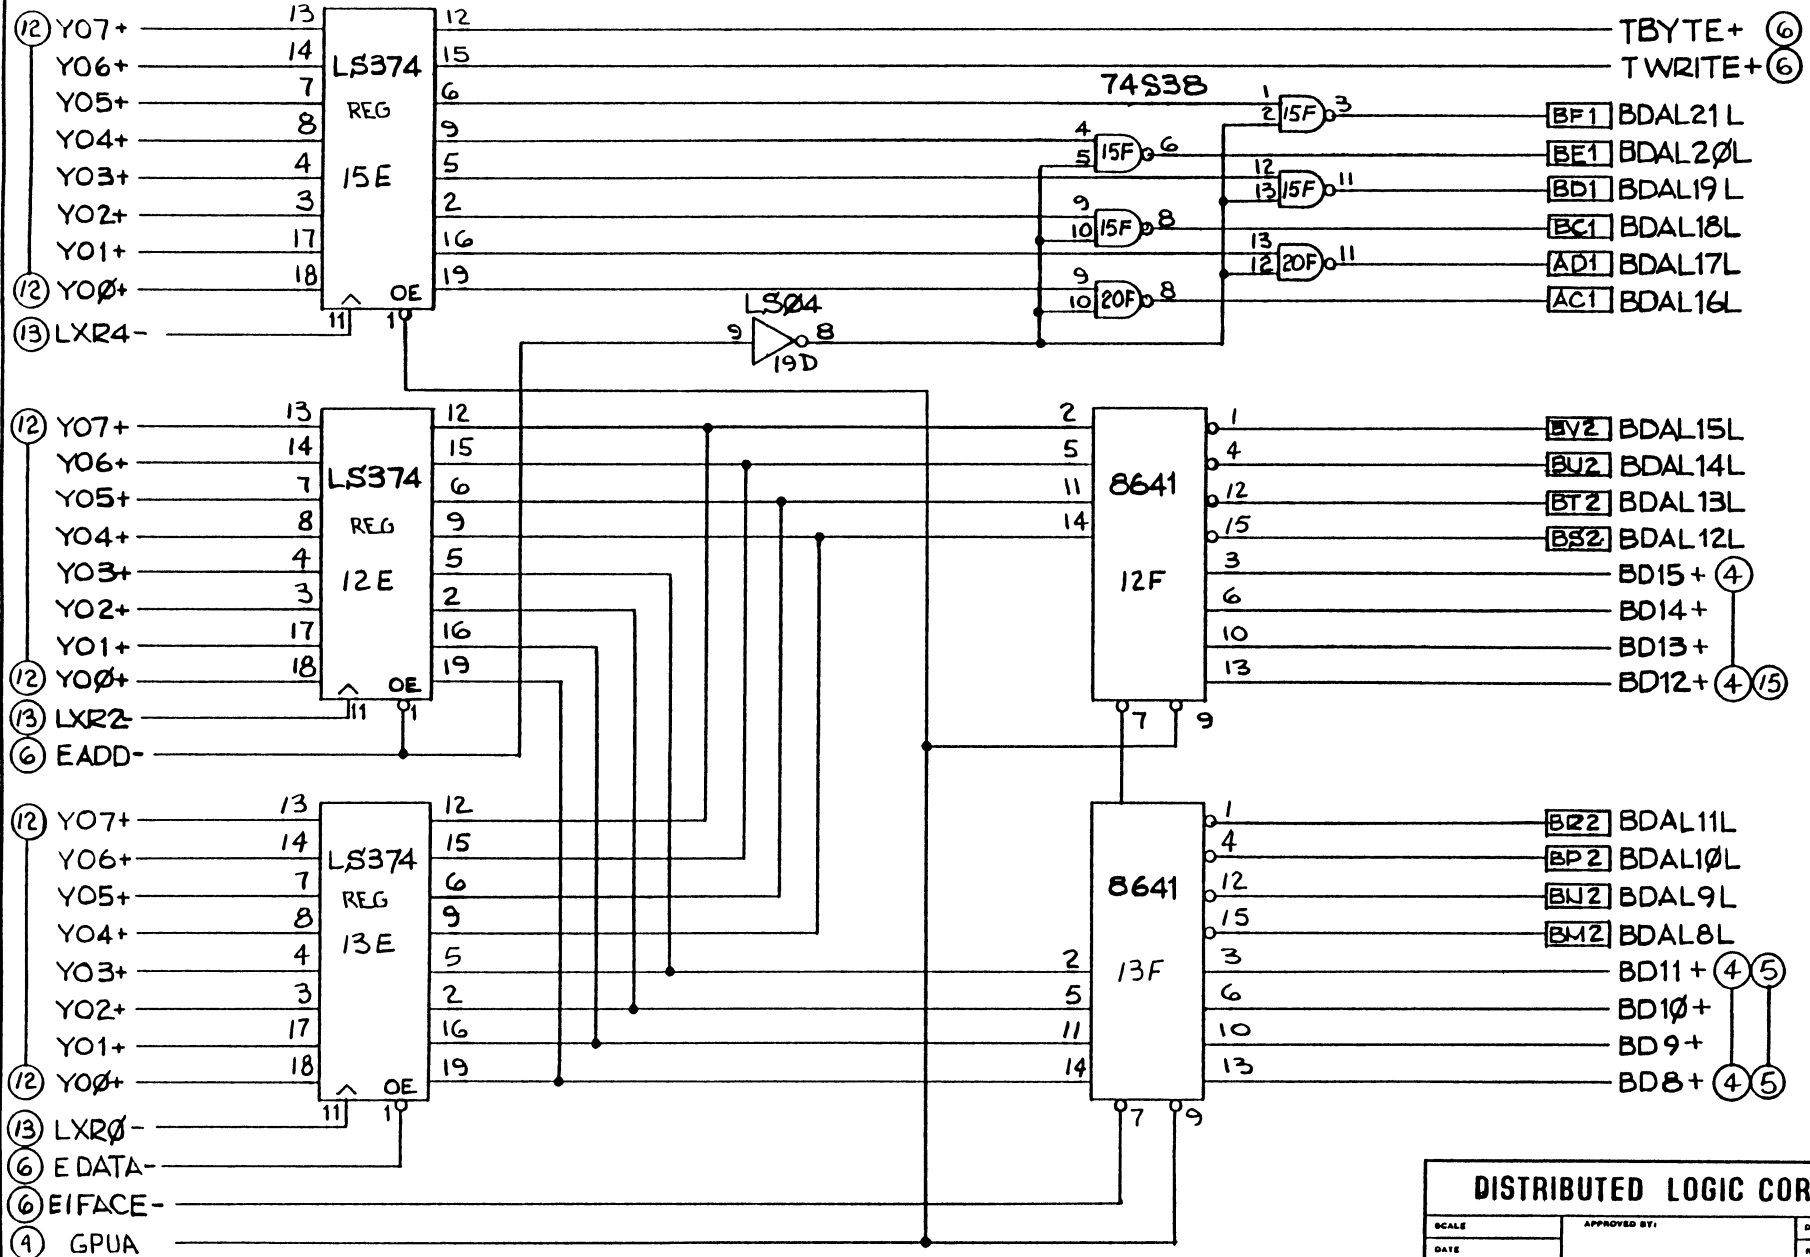 13 12
12 YO7+ TBYTE+ 6
14 LS374 15
YO6+ TWRITE+ 6
7 6 74S38 1
YO5+ REG 2 15F 3 BF1 BDAL21L
8 9 4
YO4+ 5 15F 6 BE1 BDAL2ØL
4 15E 5 12
YO3+ 13 15F 11 BD1 BDAL19L
3 2 9
YO2+ 10 15F 8 BC1 BDAL18L
17 16 13
YO1+ 12 20F 11 AD1 BDAL17L
18 OE 19 9
12 YOØ+ 10 20F 8 AC1 BDAL16L
11 1 LSØ4
13 LXR4- 9 8
19D
13 12 2 1
12 YO7+ BV2 BDAL15L
14 15 5 4
YO6+ LS374 8641 BU2 BDAL14L
7 6 11 12
YO5+ BT2 BDAL13L
8 REG 9 14 15
YO4+ BS2 BDAL12L
4 5 3
YO3+ 12E 12F BD15+ 4
3 2 6
YO2+ BD14+
17 16 10
YO1+ BD13+
18 OE 19 13
12 YOØ+ BD12+ 4 15
11 1 7 9
13 LXR2-
6 EADD-
13 12 1
12 YO7+ BR2 BDAL11L
14 15 4
YO6+ LS374 BP2 BDAL1ØL
7 6 8641 12
YO5+ REG BN2 BDAL9L
8 9 15
YO4+ 13E BM2 BDAL8L
4 5 2 3
YO3+ 13F BD11+ 4 5
3 2 5 6
YO2+ BD1Ø+
17 16 11 10
YO1+ BD9+
18 OE 19 14 13
12 YOØ+ BD8+ 4 5
11 1 7 9
13 LXRØ-
6 EDATA-
6 EIFACE-
GPUA
DISTRIBUTED LOGIC COR
SCALE APPROVED BY:
DATE